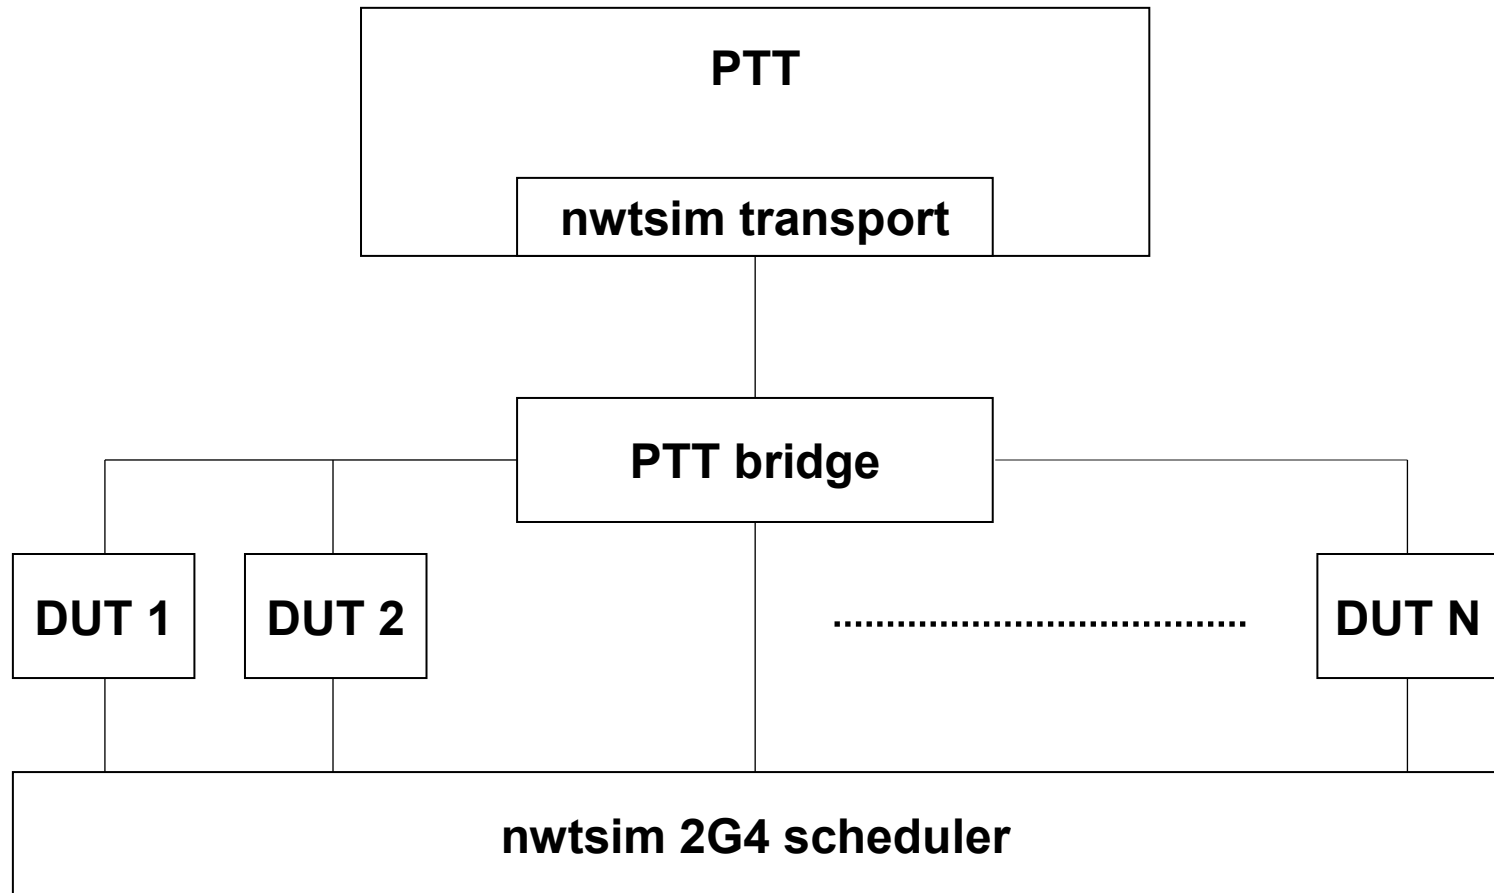 PTT
nwtsim transport
PTT bridge
DUT 1
DUT 2
DUT N
nwtsim 2G4 scheduler